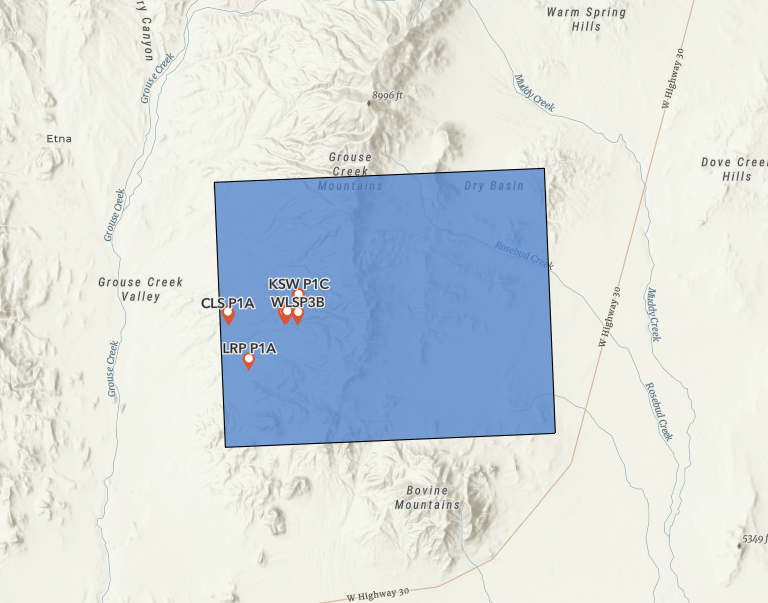 ry Canyon
Grouse Creek
Warm Spring
Hills
W Highway 30
Muddy Creek
8996 ft
Etna
Grouse
Creek
Mountains
Dry Basin
Dove Creek
Hills
Grouse Creek
Rosebud Creek
Grouse Creek
Valley
KSW P1C
CLS P1A
WLSP3B
Muddy Creek
W Highway 30
LRP P1A
Grouse Creek
Rosebud Creek
Bovine
Mountains
5349 f
W Highway 30